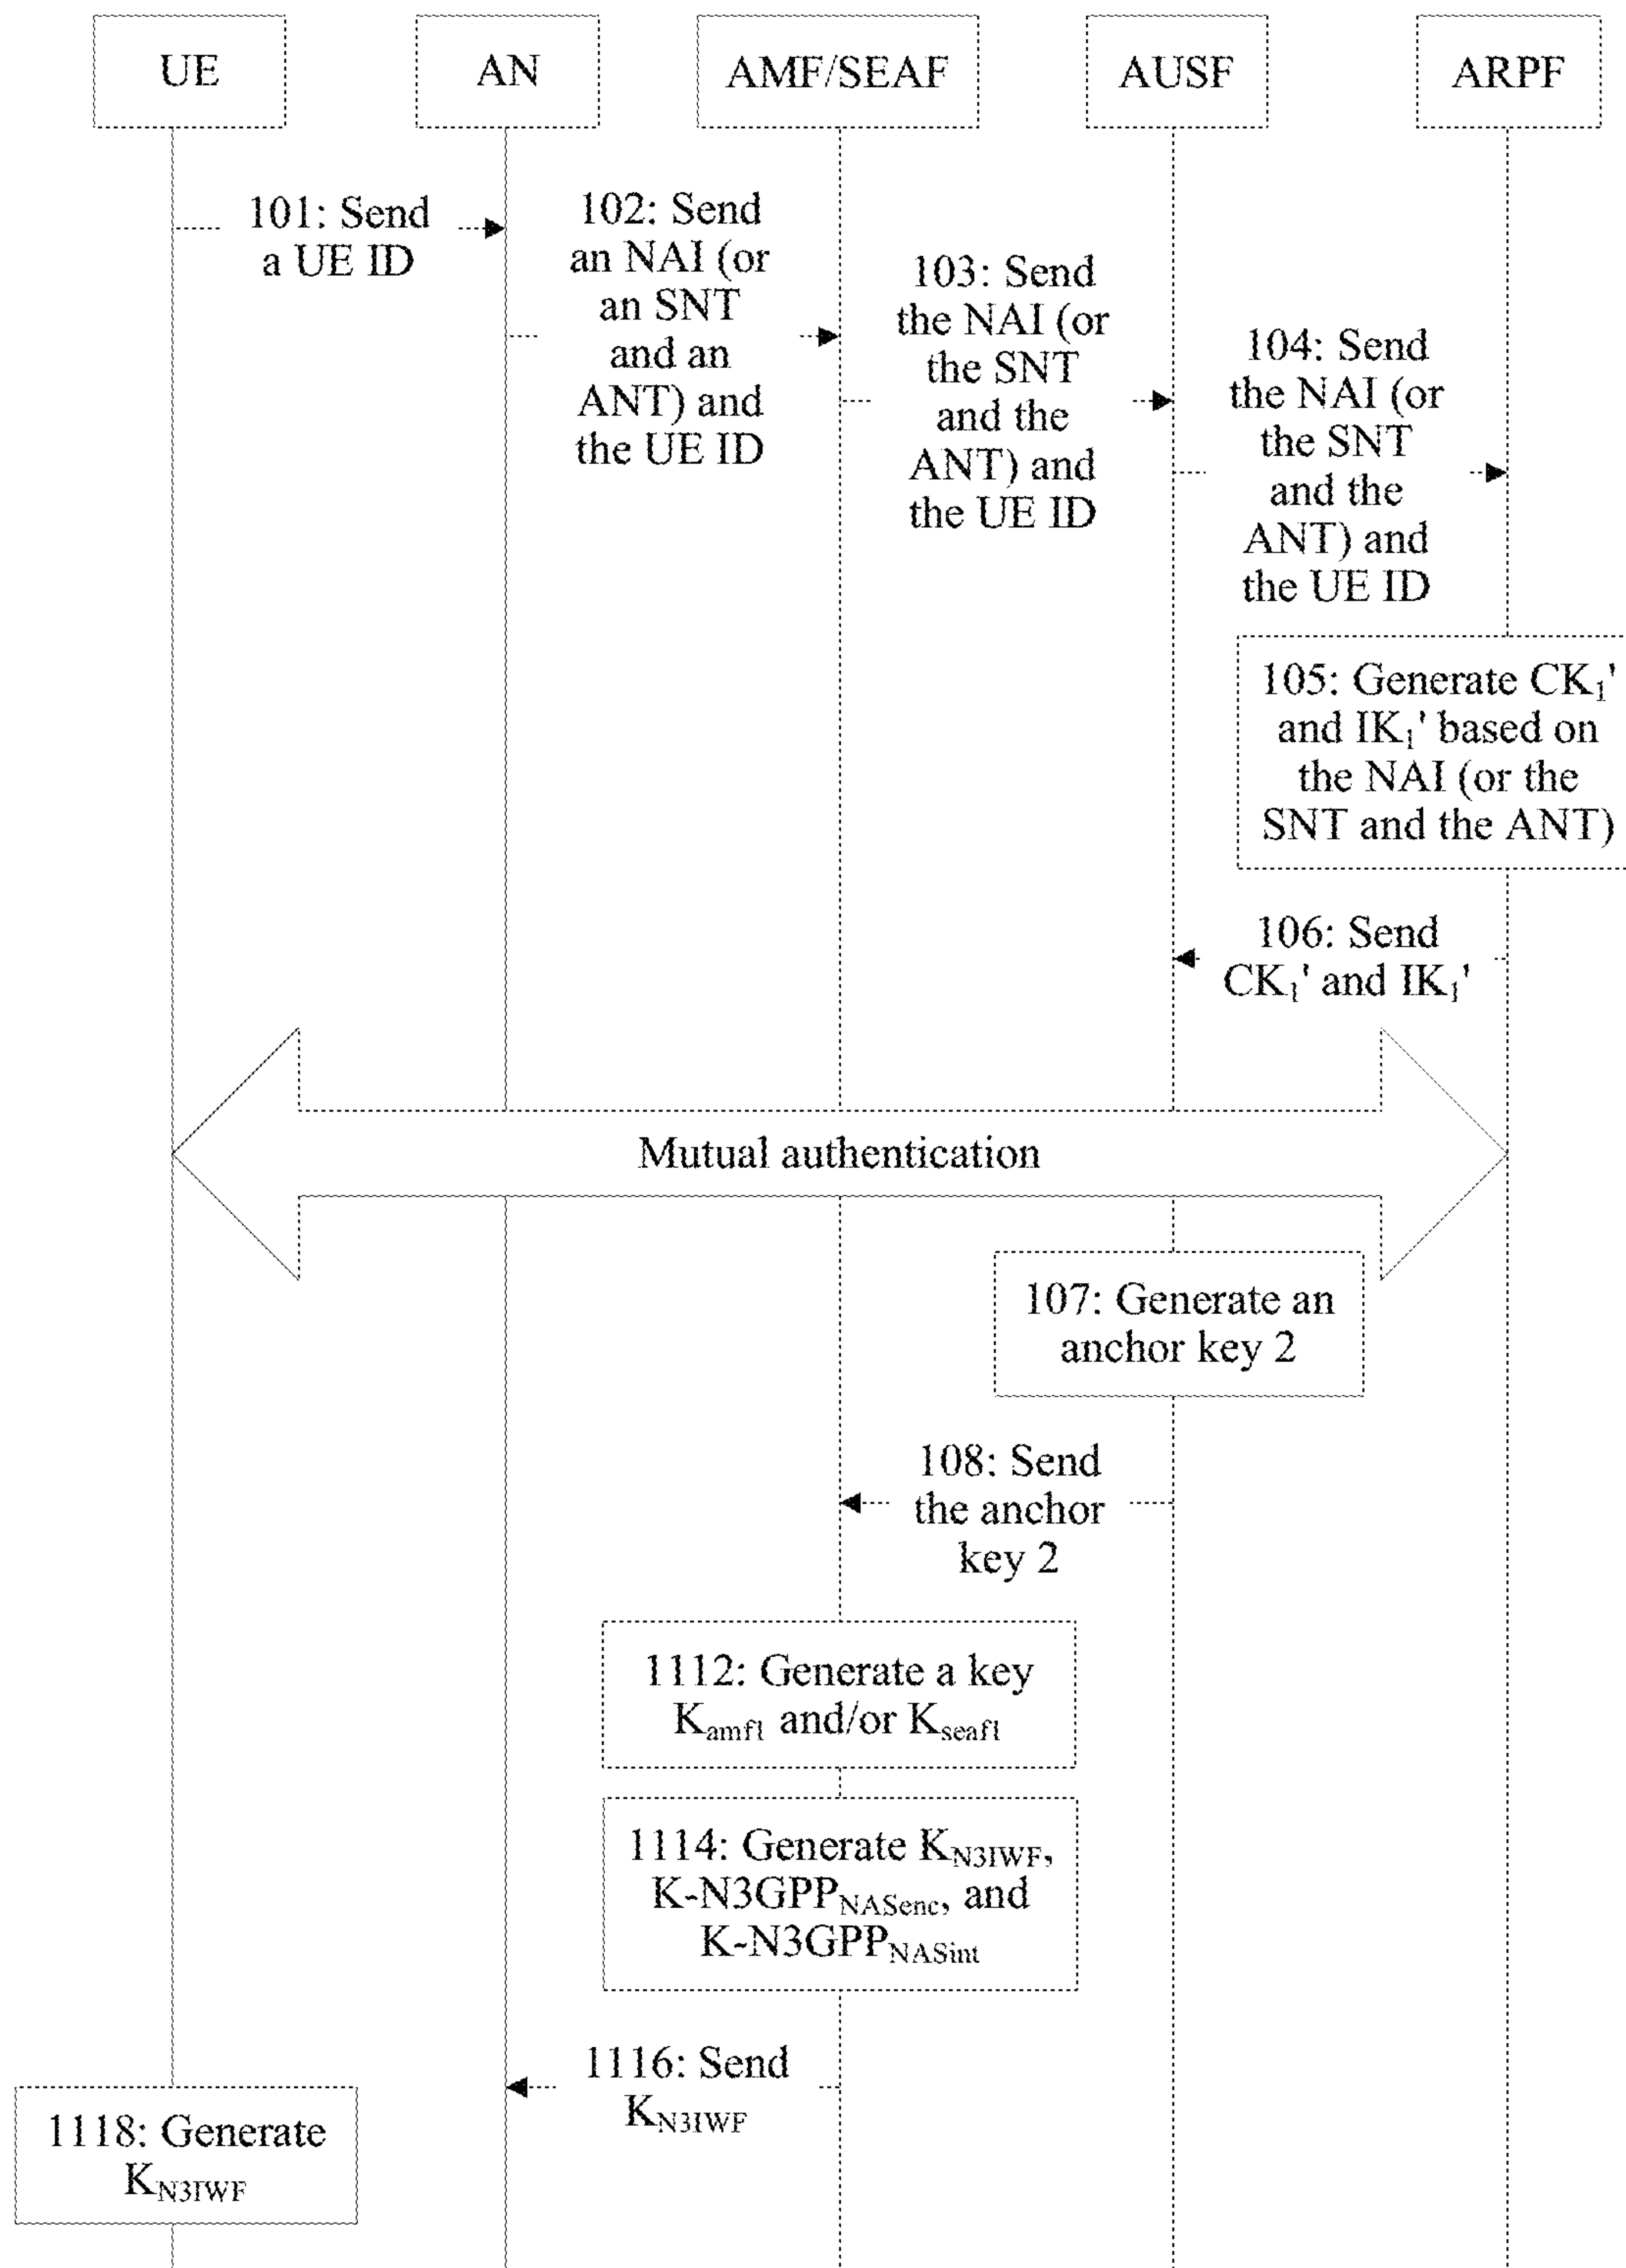 UE
AN
AMF/SEAF
AUSF
ARPF
101: Send
a UE ID
102: Send
an NAI (or
an SNT
and an
ANT) and
the UE ID
103: Send
the NAI (or
the SNT
and the
ANT) and
the UE ID
104: Send
the NAI (or
the SNT
and the
ANT) and
the UE ID
105: Generate CK₁'
and IK₁' based on
the NAI (or the
SNT and the ANT)
106: Send
CK₁' and IK₁'
Mutual authentication
107: Generate an
anchor key 2
108: Send
the anchor
key 2
1112: Generate a key
Kamf1 and/or Kseaf1
1114: Generate KN3IWF,
K-N3GPPNASenc, and
K-N3GPPNASint
1116: Send
KN3IWF
1118: Generate
KN3IWF